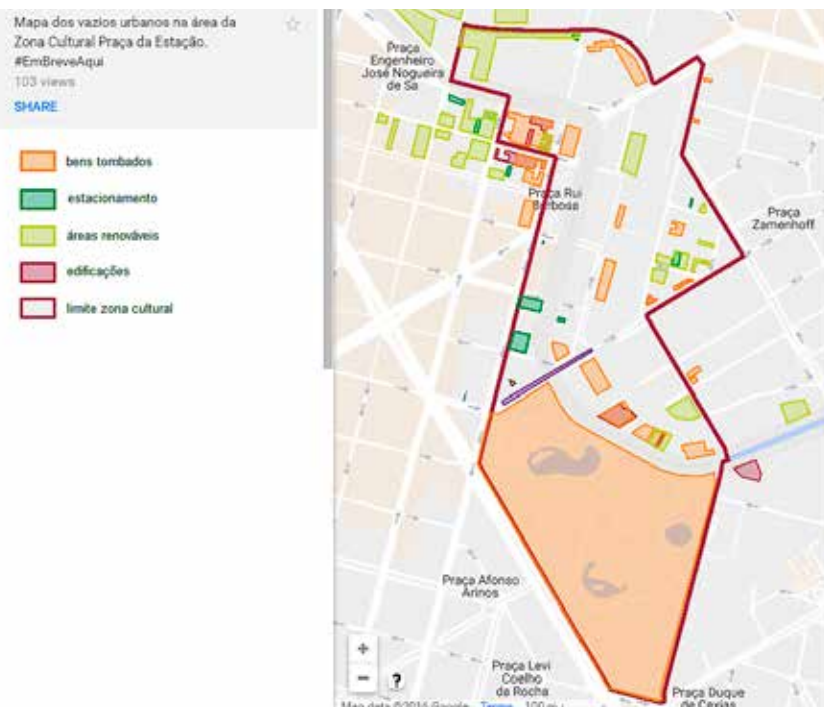 Mapa dos vazios urbanos na área da
Zona Cultural Praça da Estação.
#EmBreveAqui
103 views
SHARE
bens tombados
estacionamento
áreas renováveis
edificações
limite zona cultural
Praça
Engenheiro
José Nogueira
de Sa
Praça Rui
Barbosa
Praça
Zamenhoff
Praça Afonso
Arinos
Praça Levi
Coelho
da Rocha
Praça Duque
de Caxias
+
−
?
Map data ©2016 Google Terms 100 m